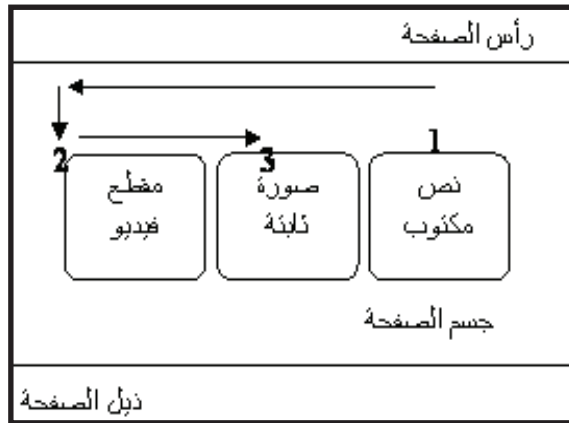 رأس الصفحة
1
نص
مكتوب
3
صورة
ثابتة
2
مقطع
فيديو
جسم الصفحة
ذيل الصفحة